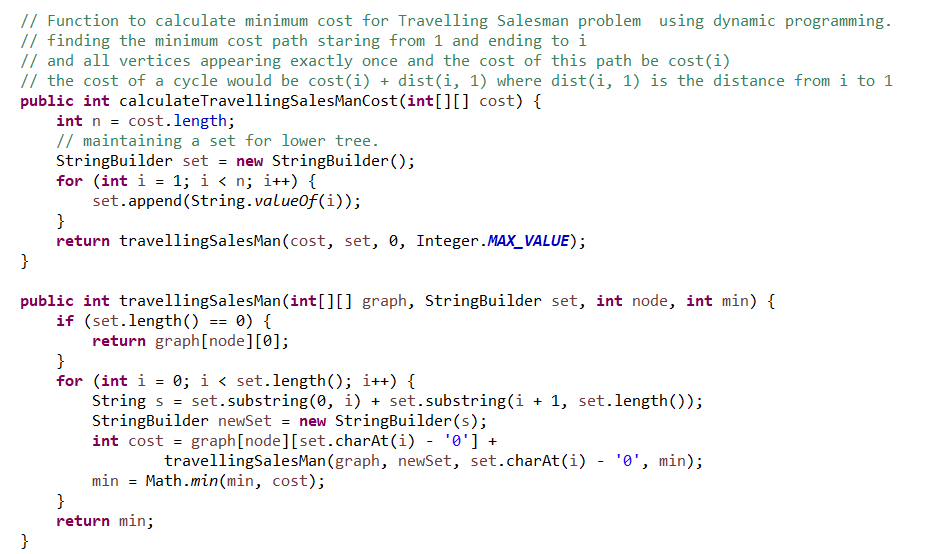 // Function to calculate minimum cost for Travelling Salesman problem  using dynamic programming.
// finding the minimum cost path staring from 1 and ending to i
// and all vertices appearing exactly once and the cost of this path be cost(i)
// the cost of a cycle would be cost(i) + dist(i, 1) where dist(i, 1) is the distance from i to 1
public int calculateTravellingSalesManCost(int[][] cost) {
    int n = cost.length;
    // maintaining a set for lower tree.
    StringBuilder set = new StringBuilder();
    for (int i = 1; i < n; i++) {
        set.append(String.valueOf(i));
    }
    return travellingSalesMan(cost, set, 0, Integer.MAX_VALUE);
}

public int travellingSalesMan(int[][] graph, StringBuilder set, int node, int min) {
    if (set.length() == 0) {
        return graph[node][0];
    }
    for (int i = 0; i < set.length(); i++) {
        String s = set.substring(0, i) + set.substring(i + 1, set.length());
        StringBuilder newSet = new StringBuilder(s);
        int cost = graph[node][set.charAt(i) - '0'] +
                travellingSalesMan(graph, newSet, set.charAt(i) - '0', min);
        min = Math.min(min, cost);
    }
    return min;
}